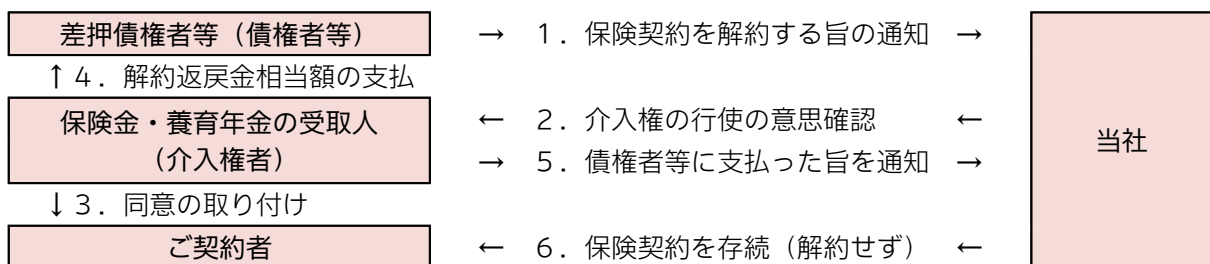 差押債権者等（債権者等） → 1．保険契約を解約する旨の通知 →
↑4．解約返戻金相当額の支払
保険金・養育年金の受取人 ← 2．介入権の行使の意思確認 ←
（介入権者） → 5．債権者等に支払った旨を通知 →
当社
↓3．同意の取り付け
ご契約者 ← 6．保険契約を存続（解約せず） ←